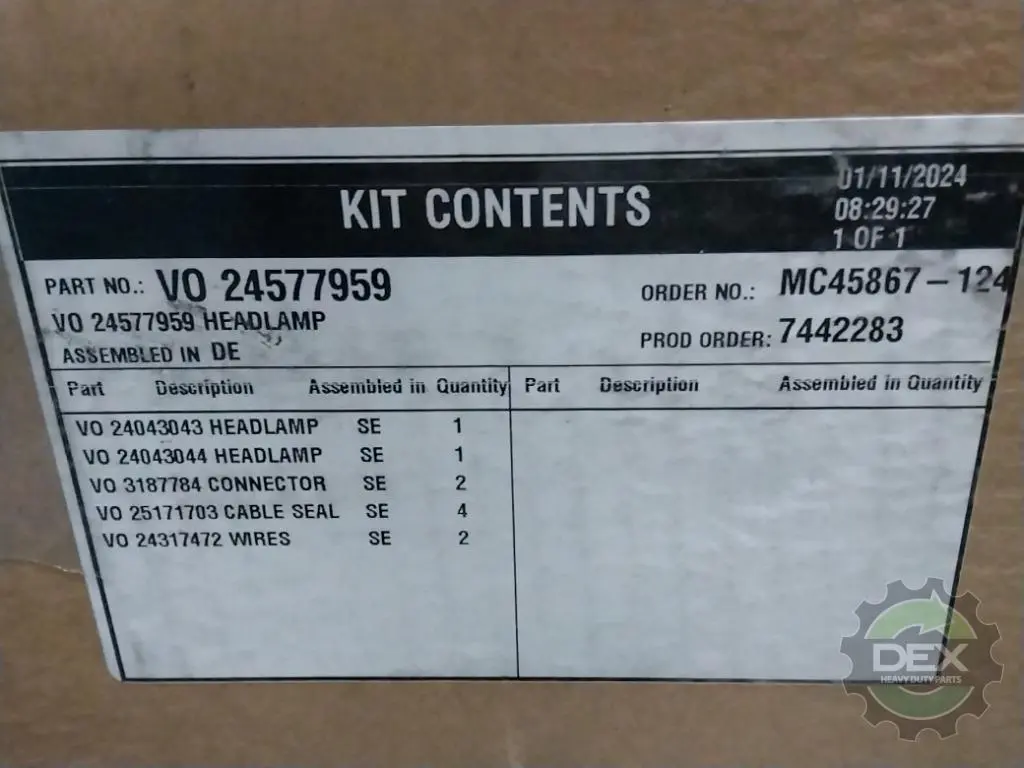 KIT CONTENTS
01/11/2024
08:29:27
1 OF 1
PART NO.: VO 24577959
VO 24577959 HEADLAMP
ASSEMBLED IN DE
ORDER NO.: MC45867-124
PROD ORDER: 7442283
Part Description Assembled in Quantity Part Description Assembled in Quantity
VO 24043043 HEADLAMP SE 1
VO 24043044 HEADLAMP SE 1
VO 3187784 CONNECTOR SE 2
VO 25171703 CABLE SEAL SE 4
VO 24317472 WIRES SE 2
DEX
HEAVY DUTY PARTS